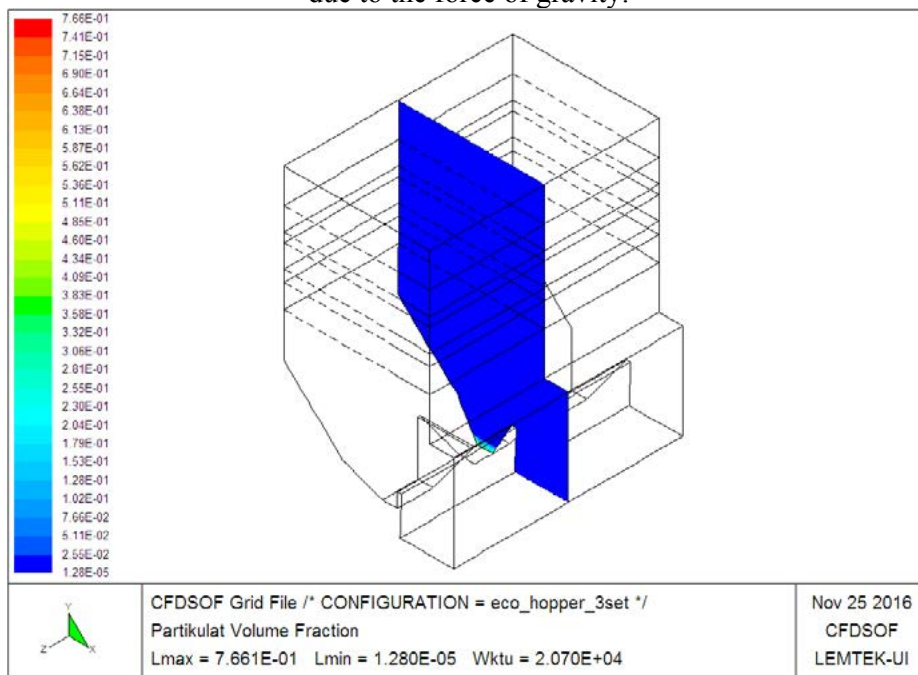 due to the force of gravity.
7.66E-01
7.41E-01
7.15E-01
6.90E-01
6.64E-01
6.38E-01
6.13E-01
5.87E-01
5.62E-01
5.36E-01
5.11E-01
4.85E-01
4.60E-01
4.34E-01
4.09E-01
3.83E-01
3.58E-01
3.32E-01
3.06E-01
2.81E-01
2.55E-01
2.30E-01
2.04E-01
1.79E-01
1.53E-01
1.28E-01
1.02E-01
7.66E-02
5.11E-02
2.55E-02
1.28E-05
Y
Z X
CFDSOF Grid File /* CONFIGURATION = eco_hopper_3set */
Partikulat Volume Fraction
Lmax = 7.661E-01 Lmin = 1.280E-05 Wktu = 2.070E+04
Nov 25 2016
CFDSOF
LEMTEK-UI